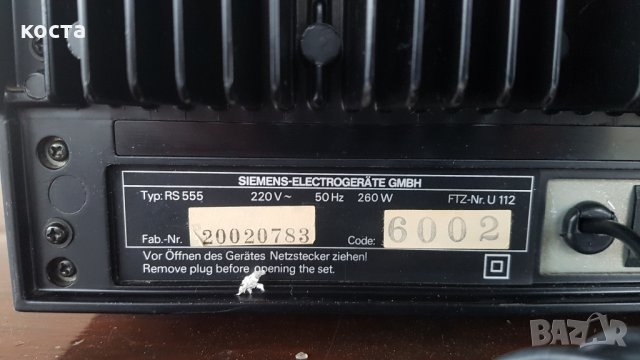 коста
SIEMENS-ELECTROGERÄTE GMBH
Typ: RS 555 220 V~ 50 Hz 260 W FTZ-Nr. U 112
Fab.-Nr. 20020783 Code: 6002
Vor Öffnen des Gerätes Netzstecker ziehen!
Remove plug before opening the set.
BAZAR